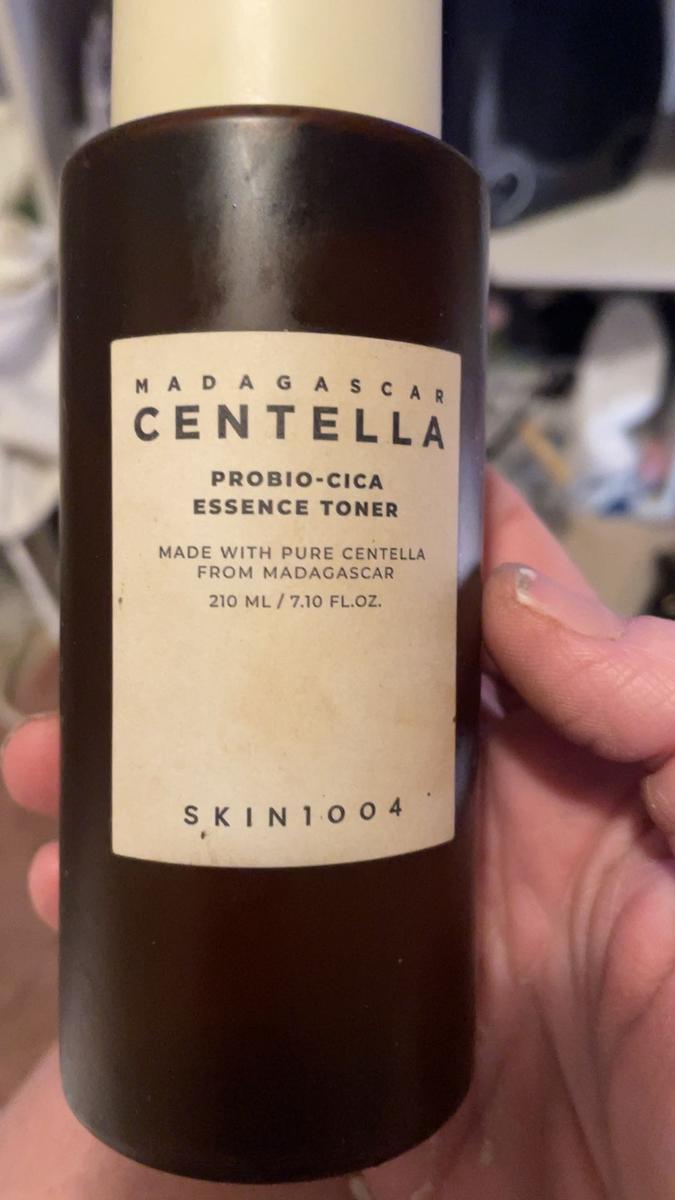 MADAGASCAR
CENTELLA
PROBIO-CICA
ESSENCE TONER
MADE WITH PURE CENTELLA
FROM MADAGASCAR
210 ML / 7.10 FL.OZ.
SKIN1004